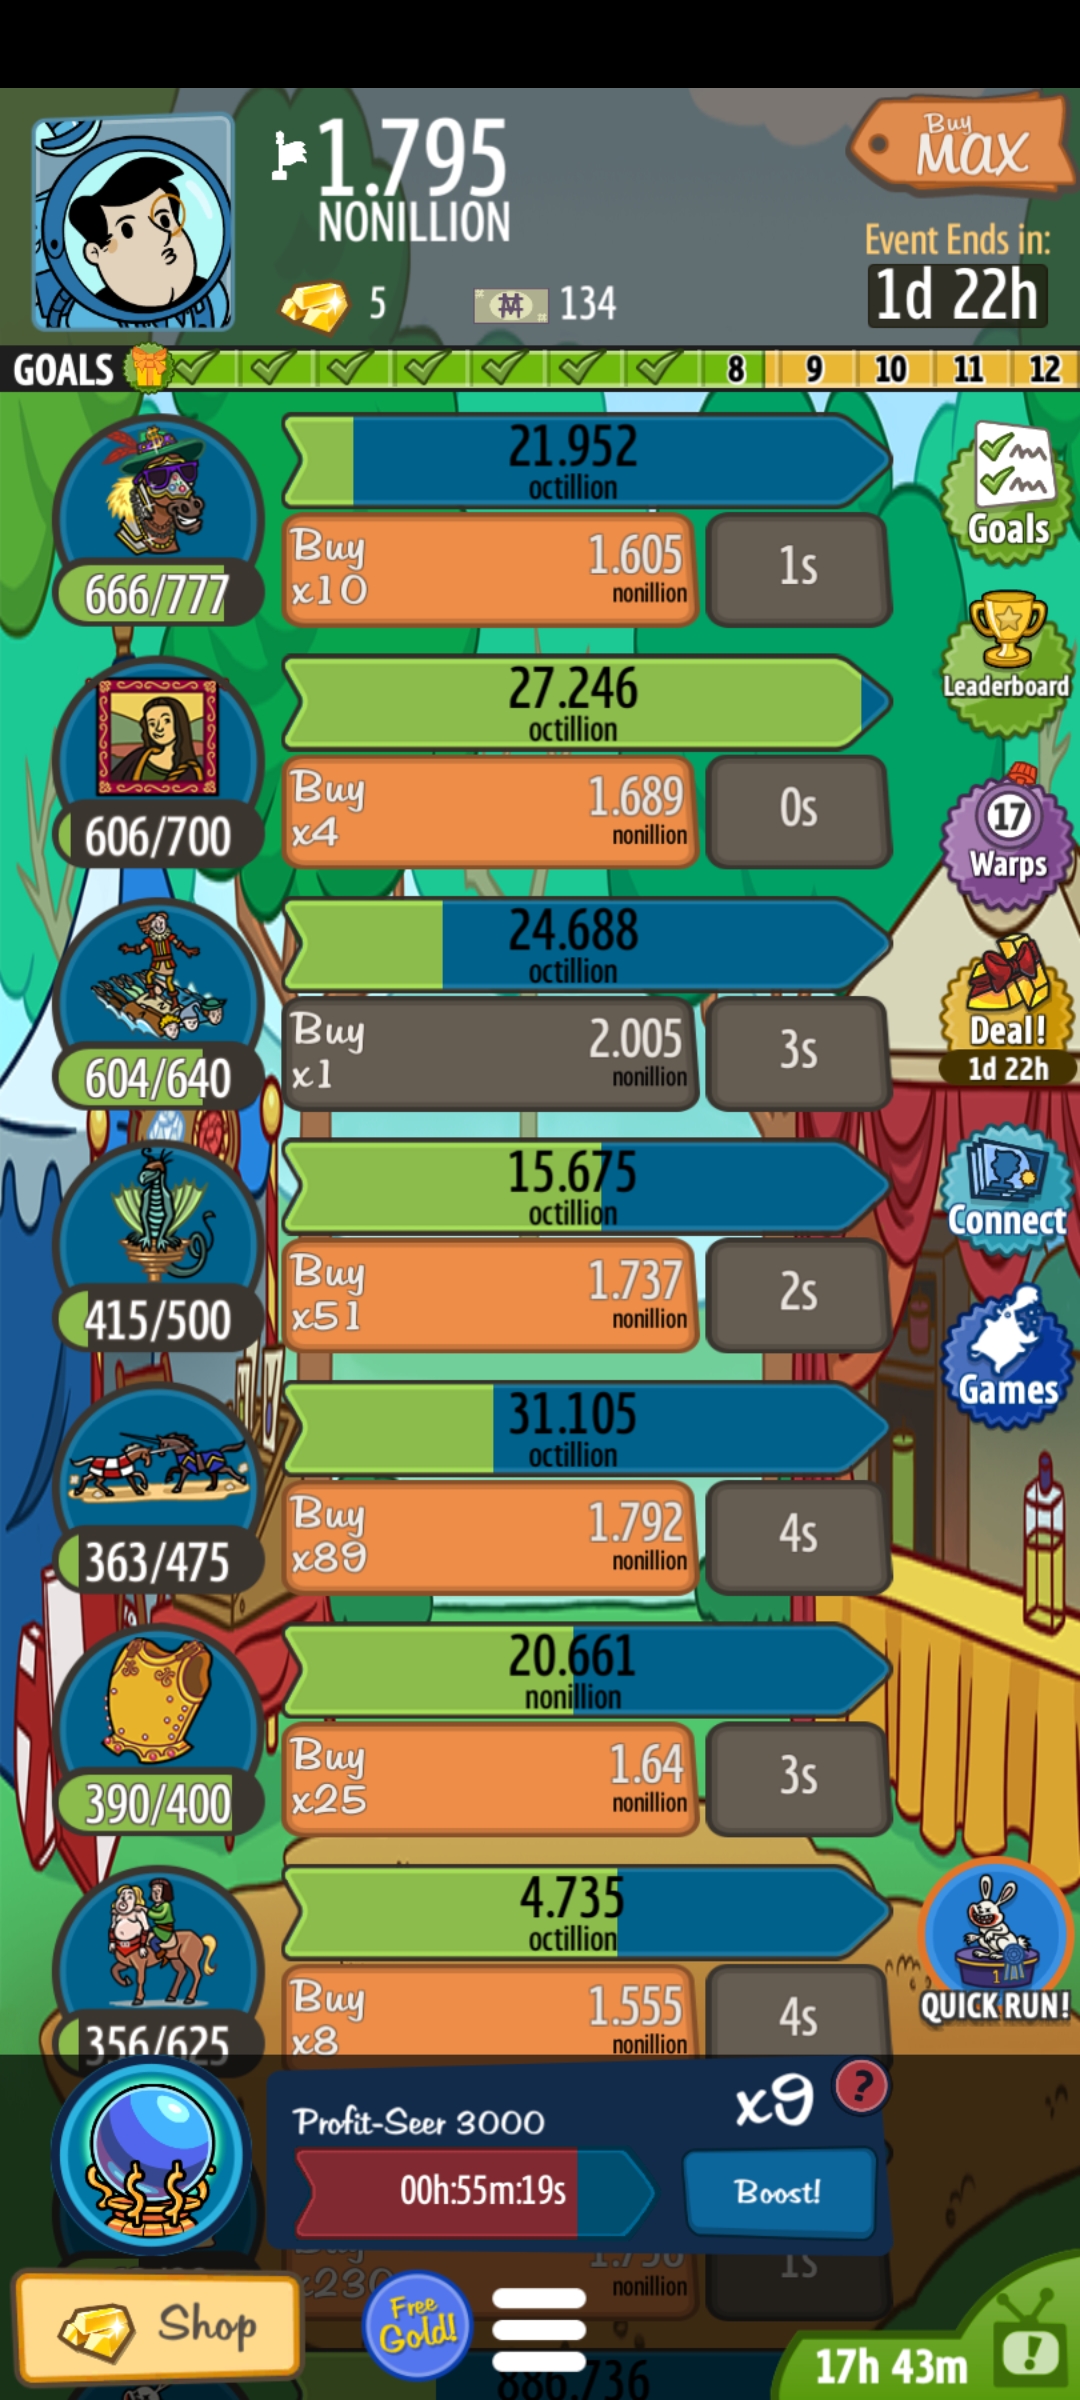 1.795
NONILLION
Buy
MAX
Event Ends in:
1d 22h
5
134
GOALS 8 9 10 11 12
21.952
octillion
Buy
x10
1.605
nonillion
1s
666/777
Goals
27.246
octillion
Buy
x4
1.689
nonillion
0s
606/700
Leaderboard
17
Warps
24.688
octillion
Buy
x1
2.005
nonillion
3s
604/640
Deal!
1d 22h
15.675
octillion
Buy
x51
1.737
nonillion
2s
415/500
Connect
31.105
octillion
Buy
x89
1.792
nonillion
4s
363/475
Games
20.661
nonillion
Buy
x25
1.64
nonillion
3s
390/400
4.735
octillion
Buy
x8
1.555
nonillion
4s
356/625
1
QUICK RUN!
Profit-Seer 3000
x9
?
00h:55m:19s
Boost!
Buy
x230
nonillion
1s
Shop
Free
Gold!
886.736
17h 43m
!